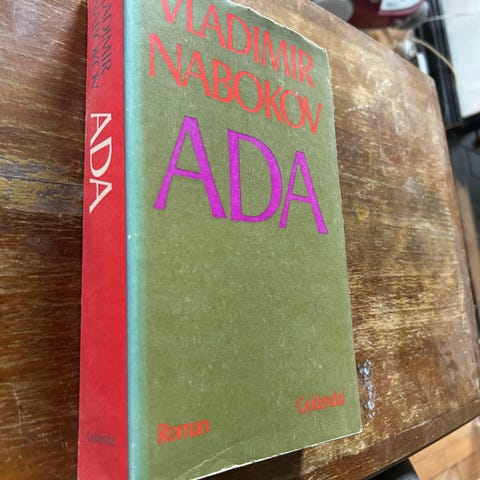 VLADIMIR
NABOKOV
ADA
Roman
Gyldendal
VLADIMIR
NABOKOV
ADA
Gyldendal